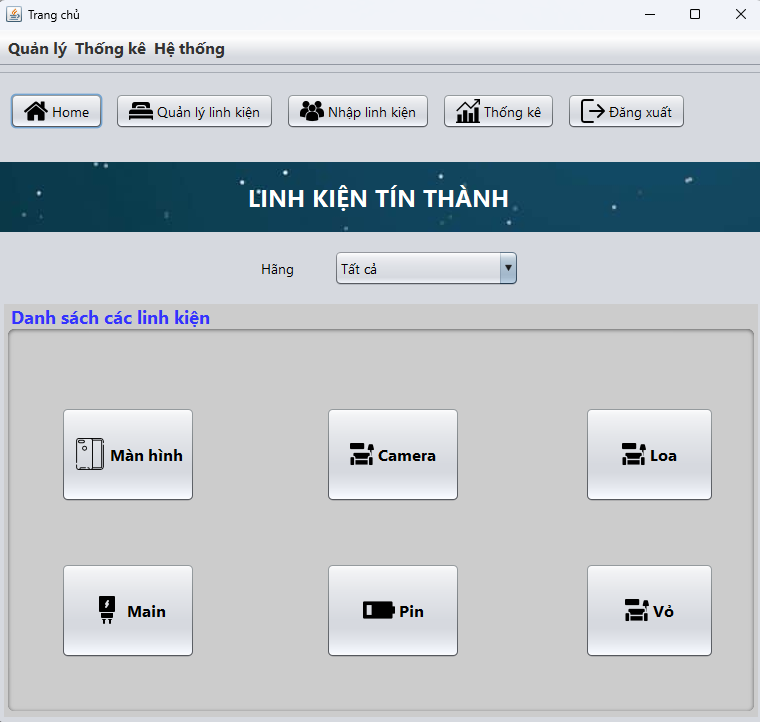 Trang chủ
Quản lý Thống kê Hệ thống
Home Quản lý linh kiện Nhập linh kiện Thống kê Đăng xuất
LINH KIỆN TÍN THÀNH
Hãng Tất cả
Danh sách các linh kiện
Màn hình Camera Loa
Main Pin Vỏ